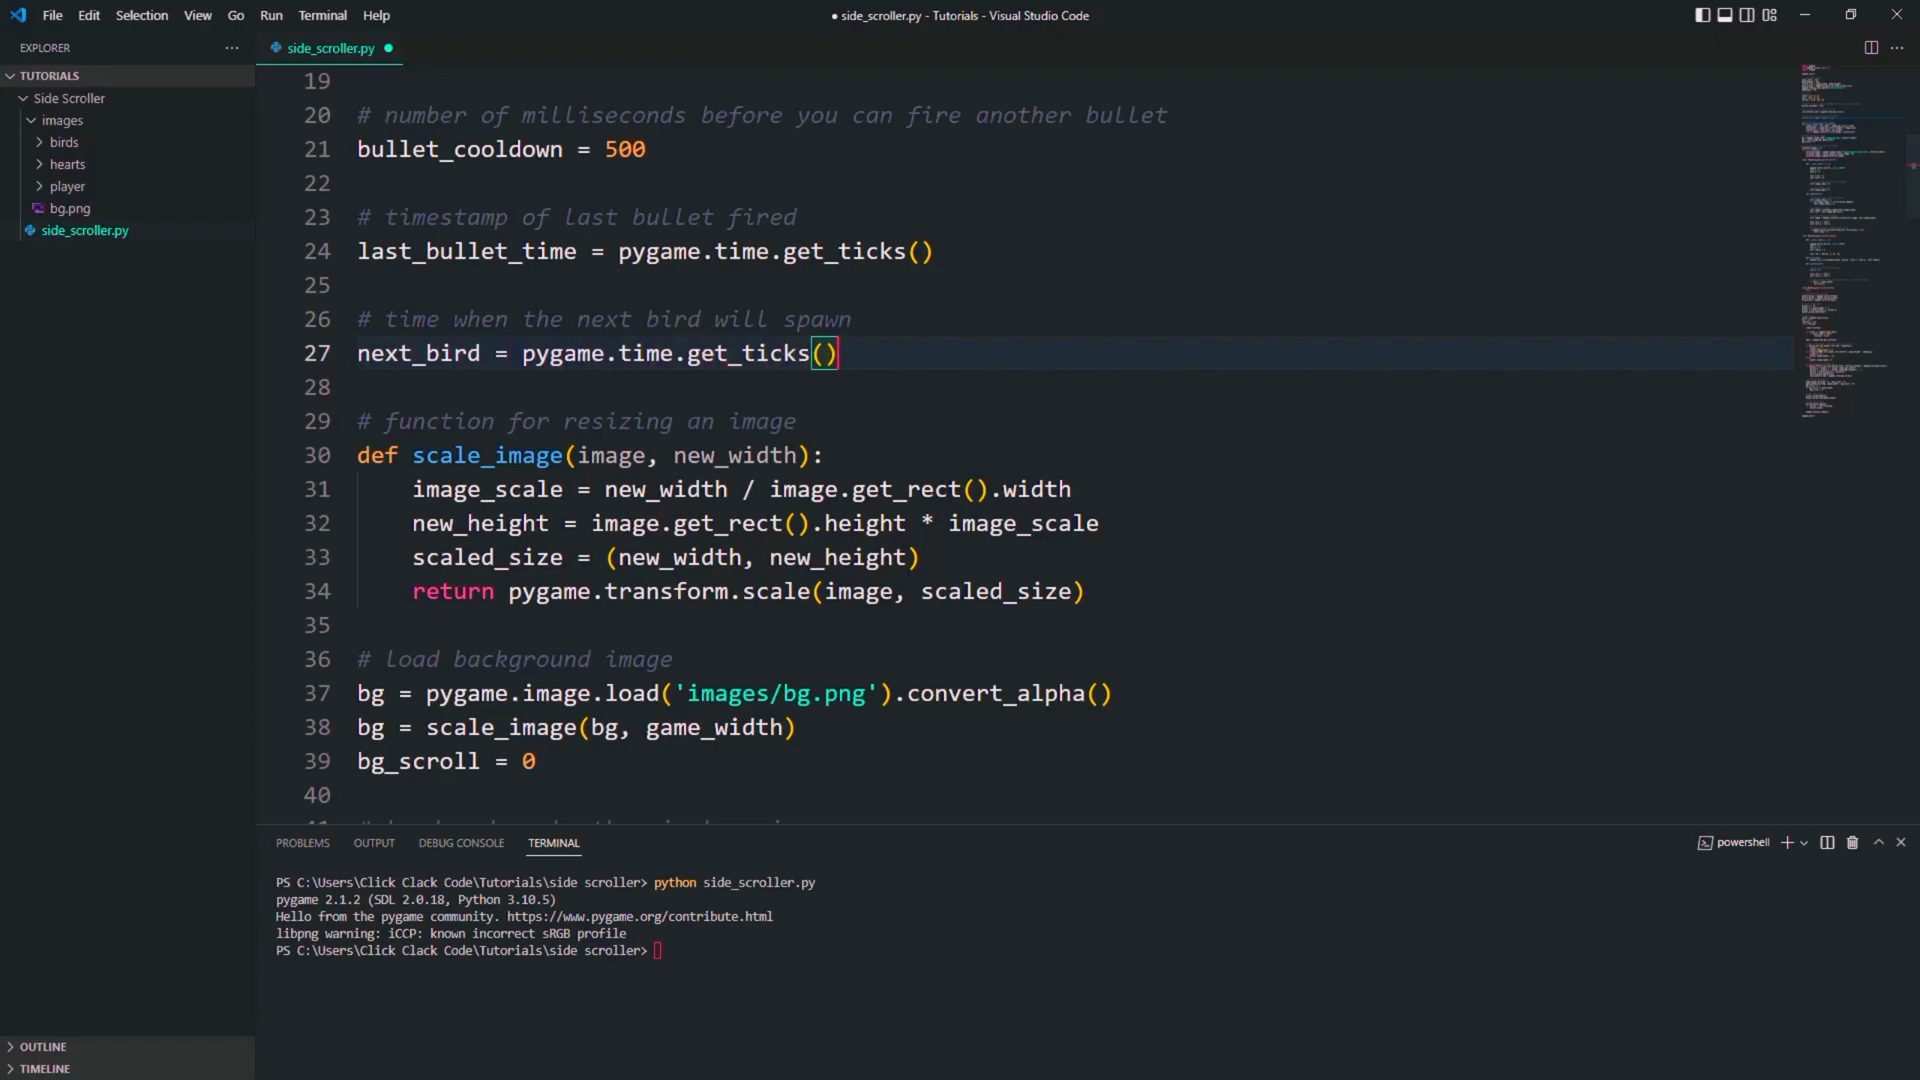 File Edit Selection View Go Run Terminal Help
● side_scroller.py - Tutorials - Visual Studio Code
EXPLORER
side_scroller.py
TUTORIALS
Side Scroller
images
birds
hearts
player
bg.png
side_scroller.py
19
20 # number of milliseconds before you can fire another bullet
21 bullet_cooldown = 500
22
23 # timestamp of last bullet fired
24 last_bullet_time = pygame.time.get_ticks()
25
26 # time when the next bird will spawn
27 next_bird = pygame.time.get_ticks()
28
29 # function for resizing an image
30 def scale_image(image, new_width):
31 image_scale = new_width / image.get_rect().width
32 new_height = image.get_rect().height * image_scale
33 scaled_size = (new_width, new_height)
34 return pygame.transform.scale(image, scaled_size)
35
36 # load background image
37 bg = pygame.image.load('images/bg.png').convert_alpha()
38 bg = scale_image(bg, game_width)
39 bg_scroll = 0
40
PROBLEMS OUTPUT DEBUG CONSOLE TERMINAL
powershell
PS C:\Users\Click Clack Code\Tutorials\side scroller> python side_scroller.py
pygame 2.1.2 (SDL 2.0.18, Python 3.10.5)
Hello from the pygame community. https://www.pygame.org/contribute.html
libpng warning: iCCP: known incorrect sRGB profile
PS C:\Users\Click Clack Code\Tutorials\side scroller>
OUTLINE
TIMELINE